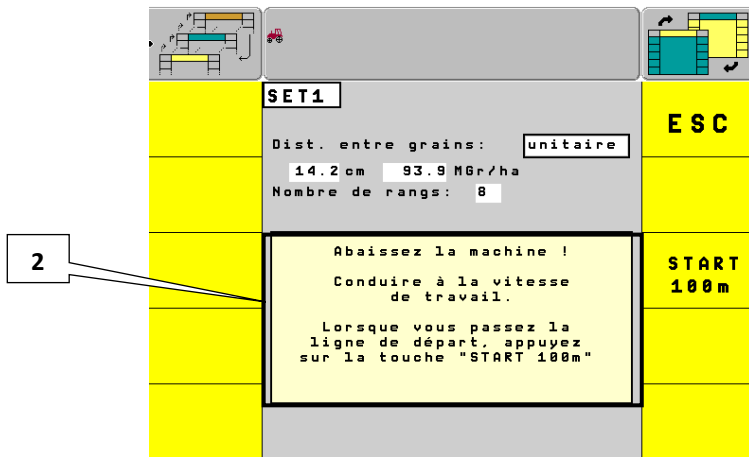 SET1
ESC
Dist. entre grains: unitaire
14.2 cm 93.9 MGr/ha
Nombre de rangs: 8
2
Abaissez la machine !
Conduire à la vitesse
de travail.
Lorsque vous passez la
ligne de départ, appuyez
sur la touche "START 100m"
START
100m